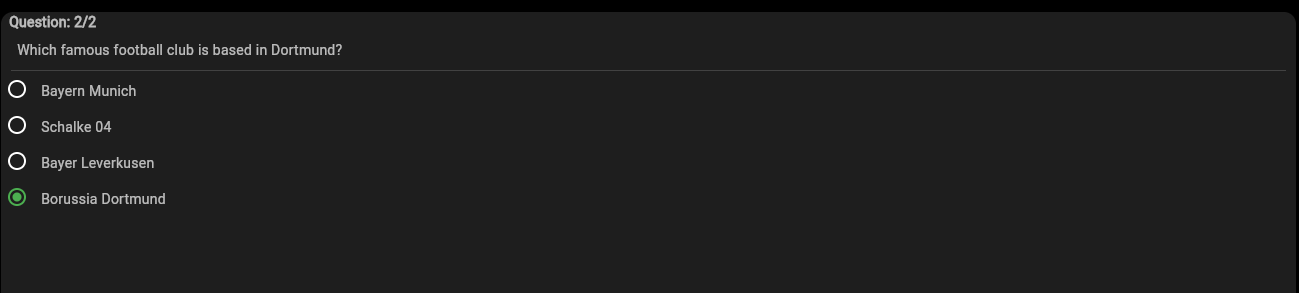 Question: 2/2
Which famous football club is based in Dortmund?
Bayern Munich
Schalke 04
Bayer Leverkusen
Borussia Dortmund